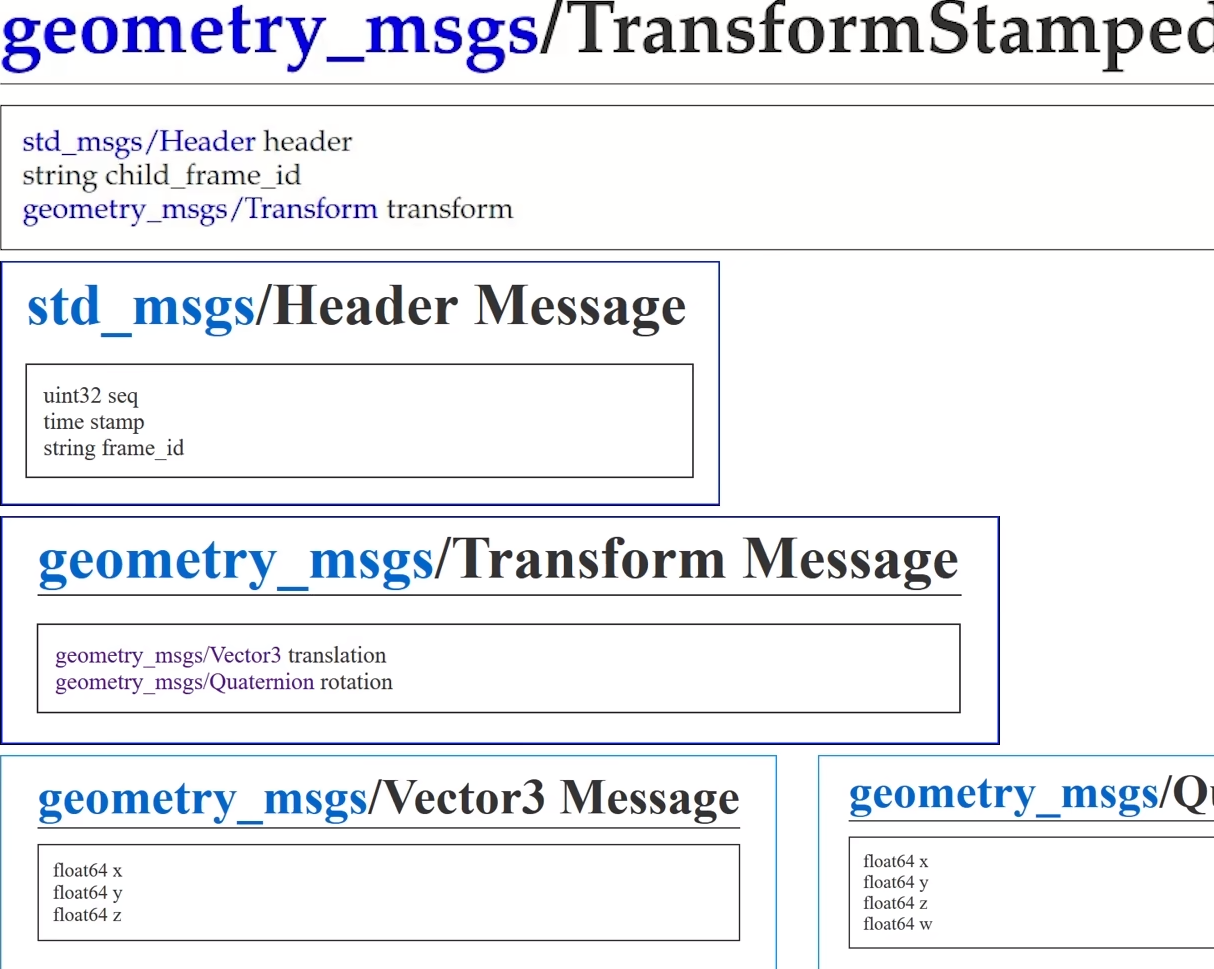 geometry_msgs/TransformStamped
std_msgs/Header header
string child_frame_id
geometry_msgs/Transform transform
std_msgs/Header Message
uint32 seq
time stamp
string frame_id
geometry_msgs/Transform Message
geometry_msgs/Vector3 translation
geometry_msgs/Quaternion rotation
geometry_msgs/Vector3 Message
float64 x
float64 y
float64 z
geometry_msgs/Qu
float64 x
float64 y
float64 z
float64 w